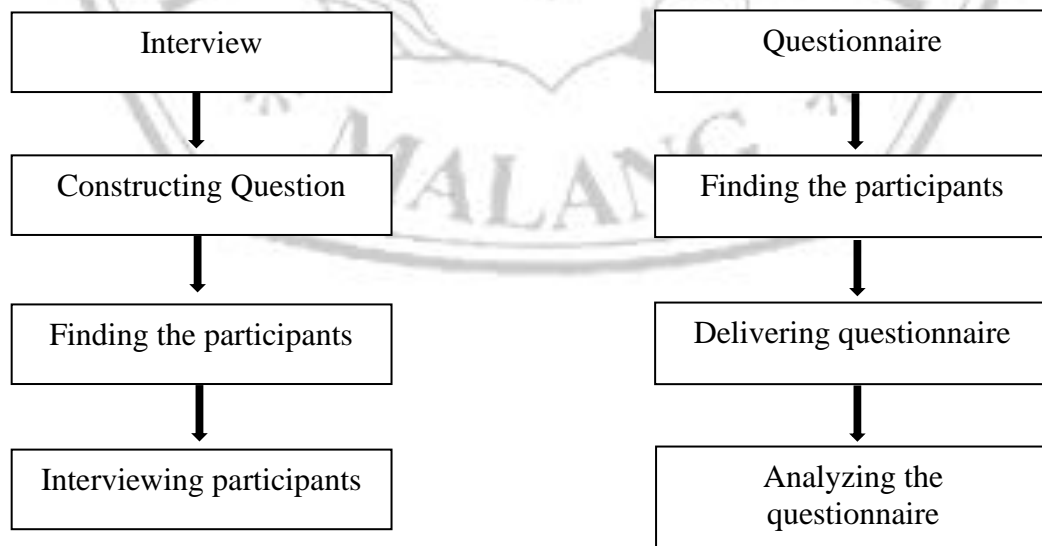 Interview
Constructing Question
Finding the participants
Interviewing participants
Questionnaire
Finding the participants
Delivering questionnaire
Analyzing the
questionnaire
MALANG